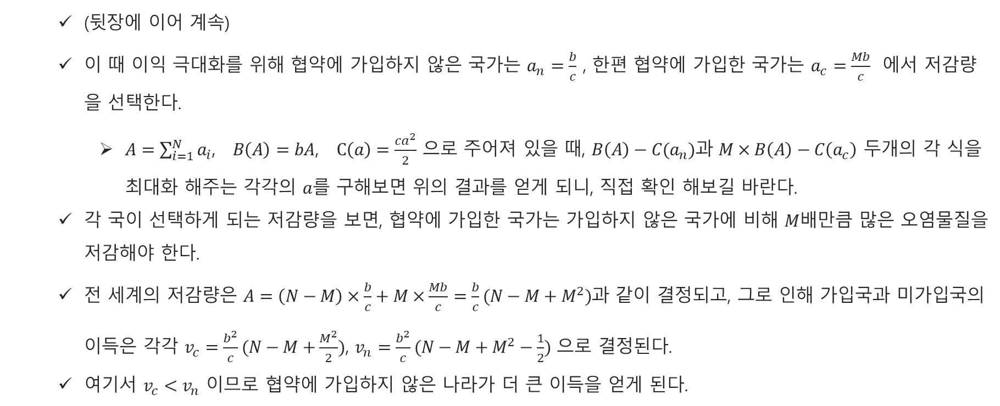 ✓ (뒷장에 이어 계속)
✓ 이 때 이익 극대화를 위해 협약에 가입하지 않은 국가는 $a_n = \frac{b}{c}$ , 한편 협약에 가입한 국가는 $a_c = \frac{Mb}{c}$ 에서 저감량
을 선택한다.
➢ $A = \sum_{i=1}^{N} a_i$, $B(A) = bA$, $\mathrm{C}(a) = \frac{ca^2}{2}$ 으로 주어져 있을 때, $B(A) - C(a_n)$과 $M \times B(A) - C(a_c)$ 두개의 각 식을
최대화 해주는 각각의 $a$를 구해보면 위의 결과를 얻게 되니, 직접 확인 해보길 바란다.
✓ 각 국이 선택하게 되는 저감량을 보면, 협약에 가입한 국가는 가입하지 않은 국가에 비해 $M$배만큼 많은 오염물질을
저감해야 한다.
✓ 전 세계의 저감량은 $A = (N - M) \times \frac{b}{c} + M \times \frac{Mb}{c} = \frac{b}{c}(N - M + M^2)$과 같이 결정되고, 그로 인해 가입국과 미가입국의
이득은 각각 $v_c = \frac{b^2}{c}(N - M + \frac{M^2}{2})$, $v_n = \frac{b^2}{c}(N - M + M^2 - \frac{1}{2})$ 으로 결정된다.
✓ 여기서 $v_c < v_n$ 이므로 협약에 가입하지 않은 나라가 더 큰 이득을 얻게 된다.